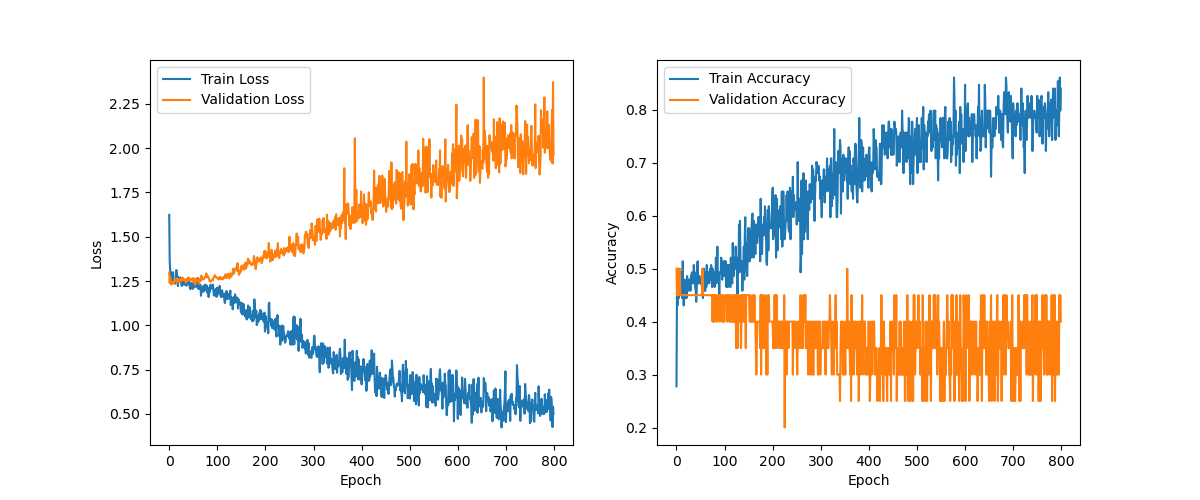 Train Loss
Validation Loss
2.25
2.00
1.75
1.50
1.25
1.00
0.75
0.50
Loss
0 100 200 300 400 500 600 700 800
Epoch
Train Accuracy
Validation Accuracy
0.8
0.7
0.6
0.5
0.4
0.3
0.2
Accuracy
0 100 200 300 400 500 600 700 800
Epoch